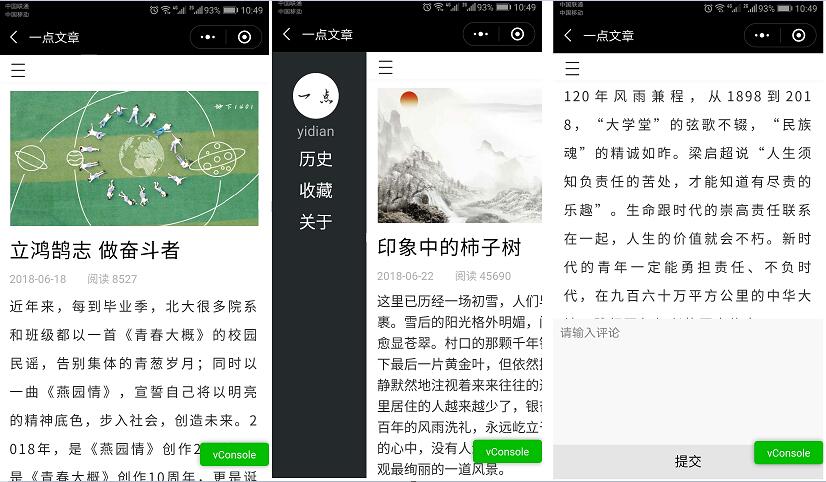 中国联通
中国移动
93%
10:49
一点文章
立鸿鹄志 做奋斗者
2018-06-18 阅读 8527
近年来，每到毕业季，北大很多院系
和班级都以一首《青春大概》的校园
民谣，告别集体的青葱岁月；同时以
一曲《燕园情》，宣誓自己将以明亮
的精神底色，步入社会，创造未来。2
018年，是《燕园情》创作2
是《青春大概》创作10周年，更是诞
vConsole
中国联通
中国移动
93%
10:49
一点文章
一点
yidian
历史
收藏
关于
印象中的柿子树
2018-06-22 阅读 45690
这里已历经一场初雪，人们
裹。雪后的阳光格外明媚，
愈显苍翠。村口的那颗千年
下最后一片黄金叶，但依然
静默然地注视着来来往往的
里居住的人越来越少了，银
百年的风雨洗礼，永远屹立
的心中，没有人
观最绚丽的一道风景。
vConsole
中国联通
中国移动
93%
10:49
一点文章
120年风雨兼程，从1898到201
8，“大学堂”的弦歌不辍，“民族
魂”的精诚如昨。梁启超说“人生须
知负责任的苦处，才能知道有尽责的
乐趣”。生命跟时代的崇高责任联系
在一起，人生的价值就会不朽。新时
代的青年一定能勇担责任、不负时
代，在九百六十万平方公里的中华大
请输入评论
提交
vConsole